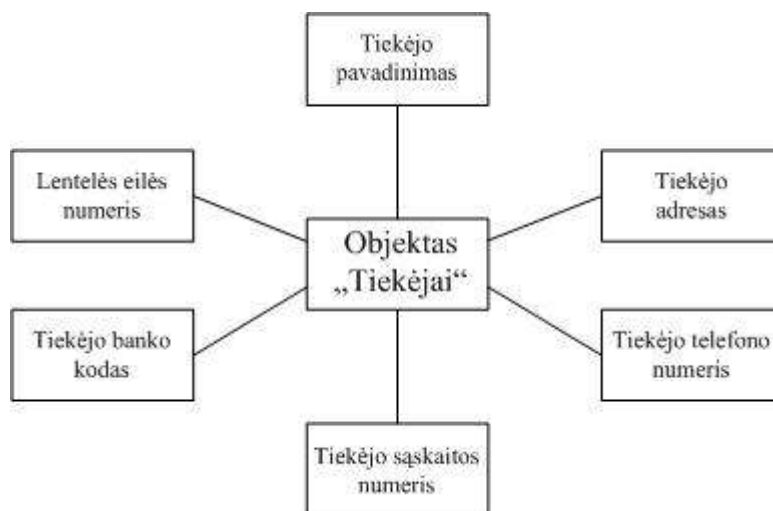 Tiekėjo
pavadinimas
Lentelės eilės
numeris
Tiekėjo
adresas
Objektas
„Tiekėjai“
Tiekėjo banko
kodas
Tiekėjo telefono
numeris
Tiekėjo sąskaitos
numeris